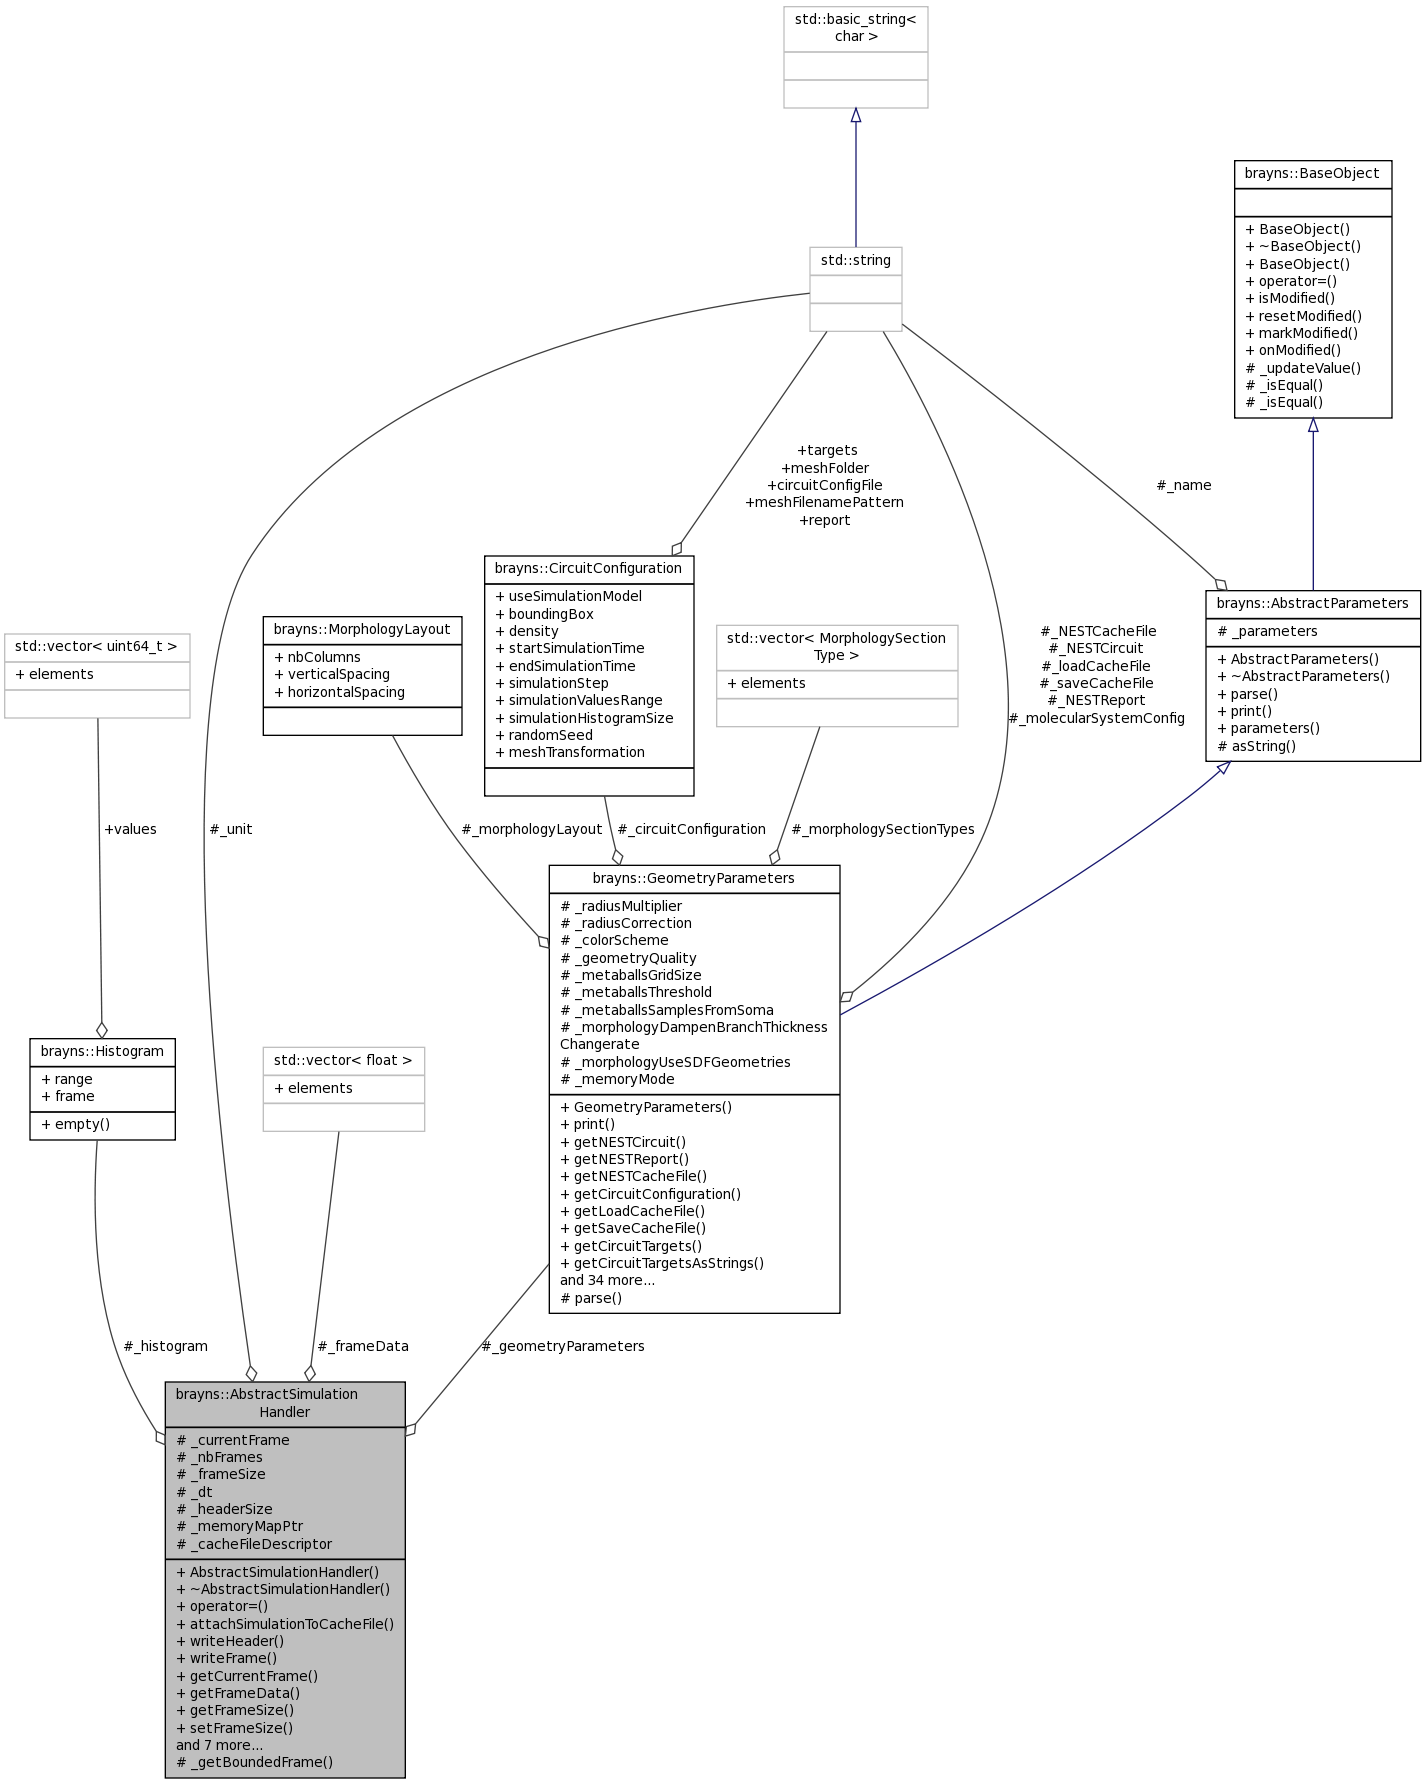 std::basic_string<
char >
brayns::BaseObject
+ BaseObject()
+ ~BaseObject()
+ BaseObject()
+ operator=()
+ isModified()
+ resetModified()
+ markModified()
+ onModified()
# _updateValue()
# _isEqual()
# _isEqual()
std::string
+targets
+meshFolder
+circuitConfigFile
+meshFilenamePattern
+report
#_name
brayns::CircuitConfiguration
+ useSimulationModel
+ boundingBox
+ density
+ startSimulationTime
+ endSimulationTime
+ simulationStep
+ simulationValuesRange
+ simulationHistogramSize
+ randomSeed
+ meshTransformation
brayns::AbstractParameters
# _parameters
+ AbstractParameters()
+ ~AbstractParameters()
+ parse()
+ print()
+ parameters()
# asString()
brayns::MorphologyLayout
+ nbColumns
+ verticalSpacing
+ horizontalSpacing
std::vector< MorphologySection
Type >
+ elements
#_NESTCacheFile
#_NESTCircuit
#_loadCacheFile
#_saveCacheFile
#_NESTReport
#_molecularSystemConfig
std::vector< uint64_t >
+ elements
+values
#_unit
#_morphologyLayout
#_circuitConfiguration
#_morphologySectionTypes
brayns::GeometryParameters
# _radiusMultiplier
# _radiusCorrection
# _colorScheme
# _geometryQuality
# _metaballsGridSize
# _metaballsThreshold
# _metaballsSamplesFromSoma
# _morphologyDampenBranchThickness
Changerate
# _morphologyUseSDFGeometries
# _memoryMode
+ GeometryParameters()
+ print()
+ getNESTCircuit()
+ getNESTReport()
+ getNESTCacheFile()
+ getCircuitConfiguration()
+ getLoadCacheFile()
+ getSaveCacheFile()
+ getCircuitTargets()
+ getCircuitTargetsAsStrings()
and 34 more...
# parse()
brayns::Histogram
+ range
+ frame
+ empty()
std::vector< float >
+ elements
#_histogram
#_frameData
#_geometryParameters
brayns::AbstractSimulation
Handler
# _currentFrame
# _nbFrames
# _frameSize
# _dt
# _headerSize
# _memoryMapPtr
# _cacheFileDescriptor
+ AbstractSimulationHandler()
+ ~AbstractSimulationHandler()
+ operator=()
+ attachSimulationToCacheFile()
+ writeHeader()
+ writeFrame()
+ getCurrentFrame()
+ getFrameData()
+ getFrameSize()
+ setFrameSize()
and 7 more...
# _getBoundedFrame()